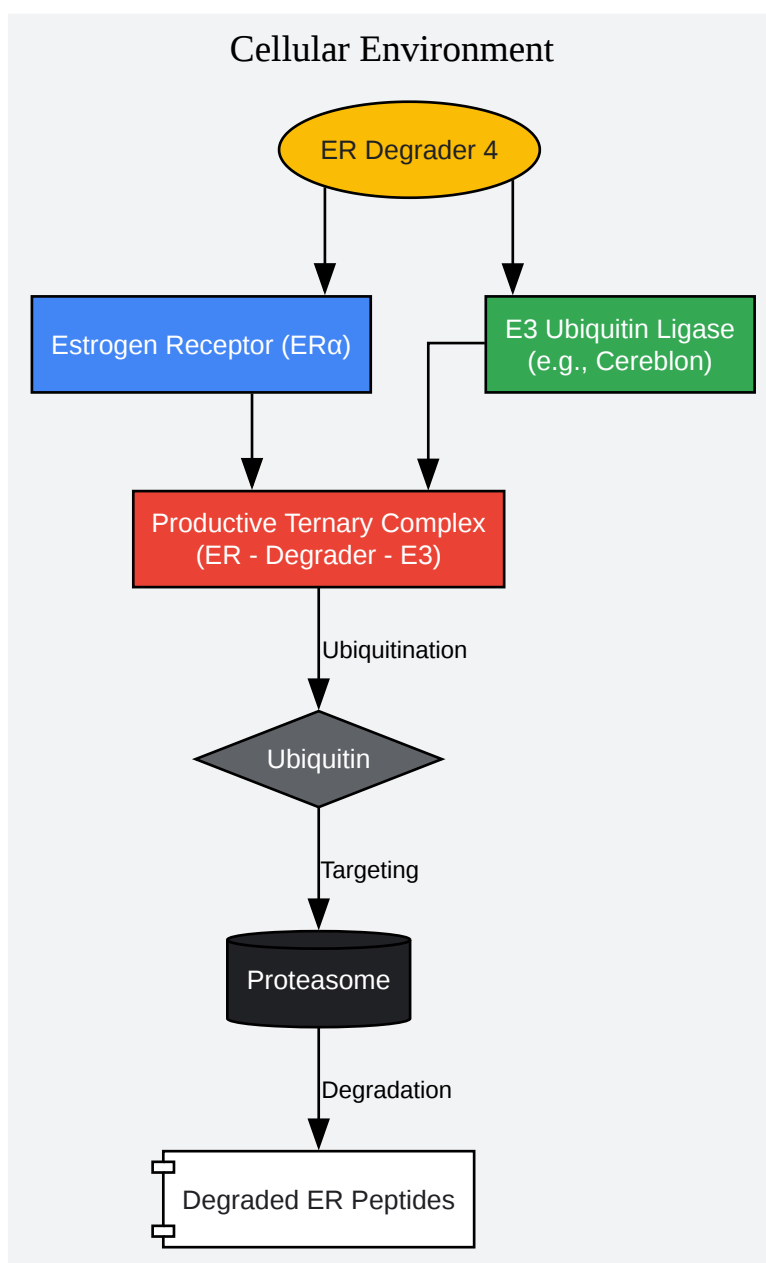 Cellular Environment
ER Degrader 4
Estrogen Receptor (ERα)
E3 Ubiquitin Ligase
(e.g., Cereblon)
Productive Ternary Complex
(ER - Degrader - E3)
Ubiquitination
Ubiquitin
Targeting
Proteasome
Degradation
Degraded ER Peptides